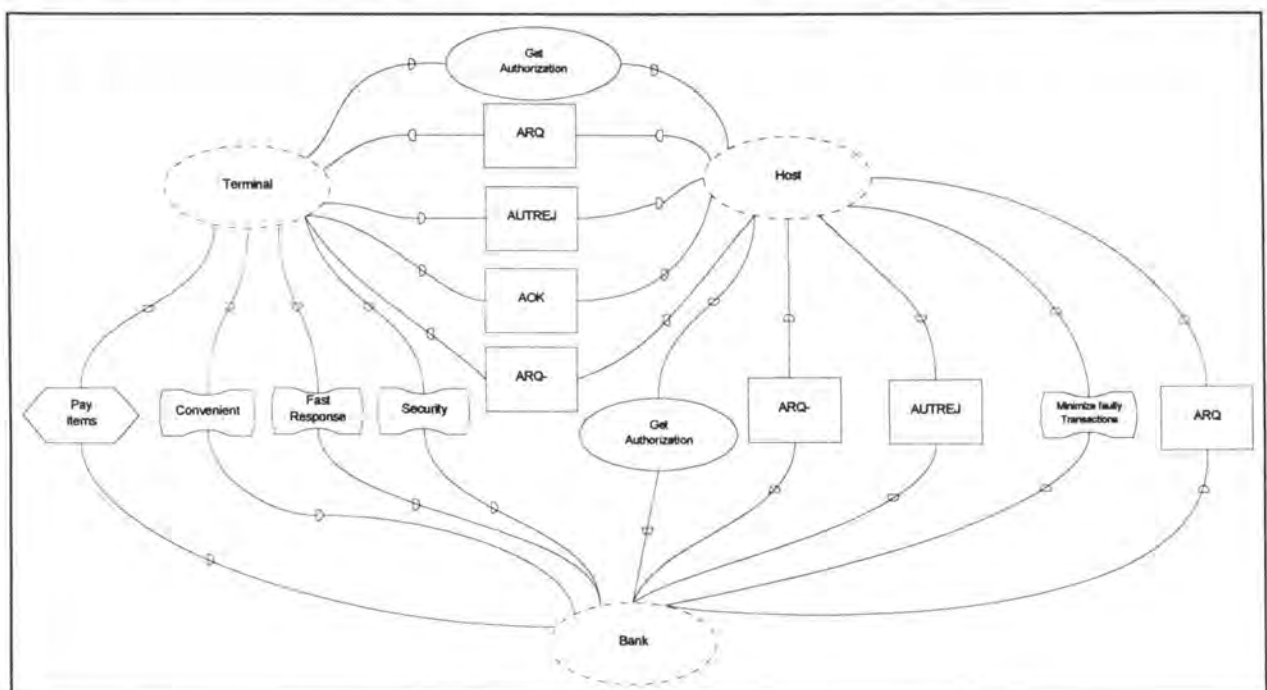 Get
Authorization
ARQ
Terminal
Host
AUTREJ
AOK
ARQ-
Pay
Items
Convenient
Fast
Response
Security
Get
Authorization
ARQ-
AUTREJ
Minimize faulty
Transactions
ARQ
Bank